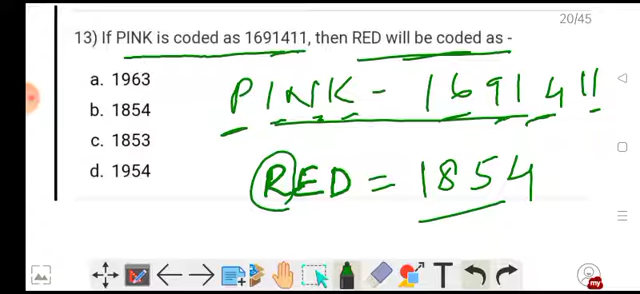 20/45
13) If PINK is coded as 1691411, then RED will be coded as -
a. 1963
b. 1854
c. 1853
d. 1954
PINK - 1691411
RED = 1854
T
my